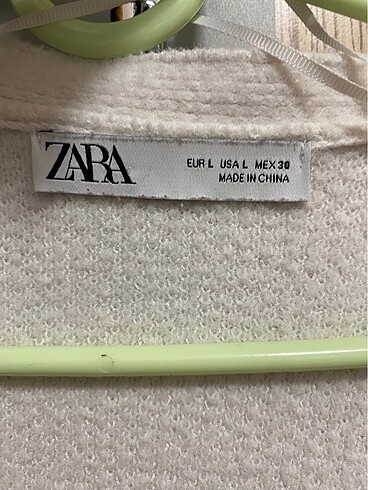 ZARA
EUR L USA L MEX 30
MADE IN CHINA